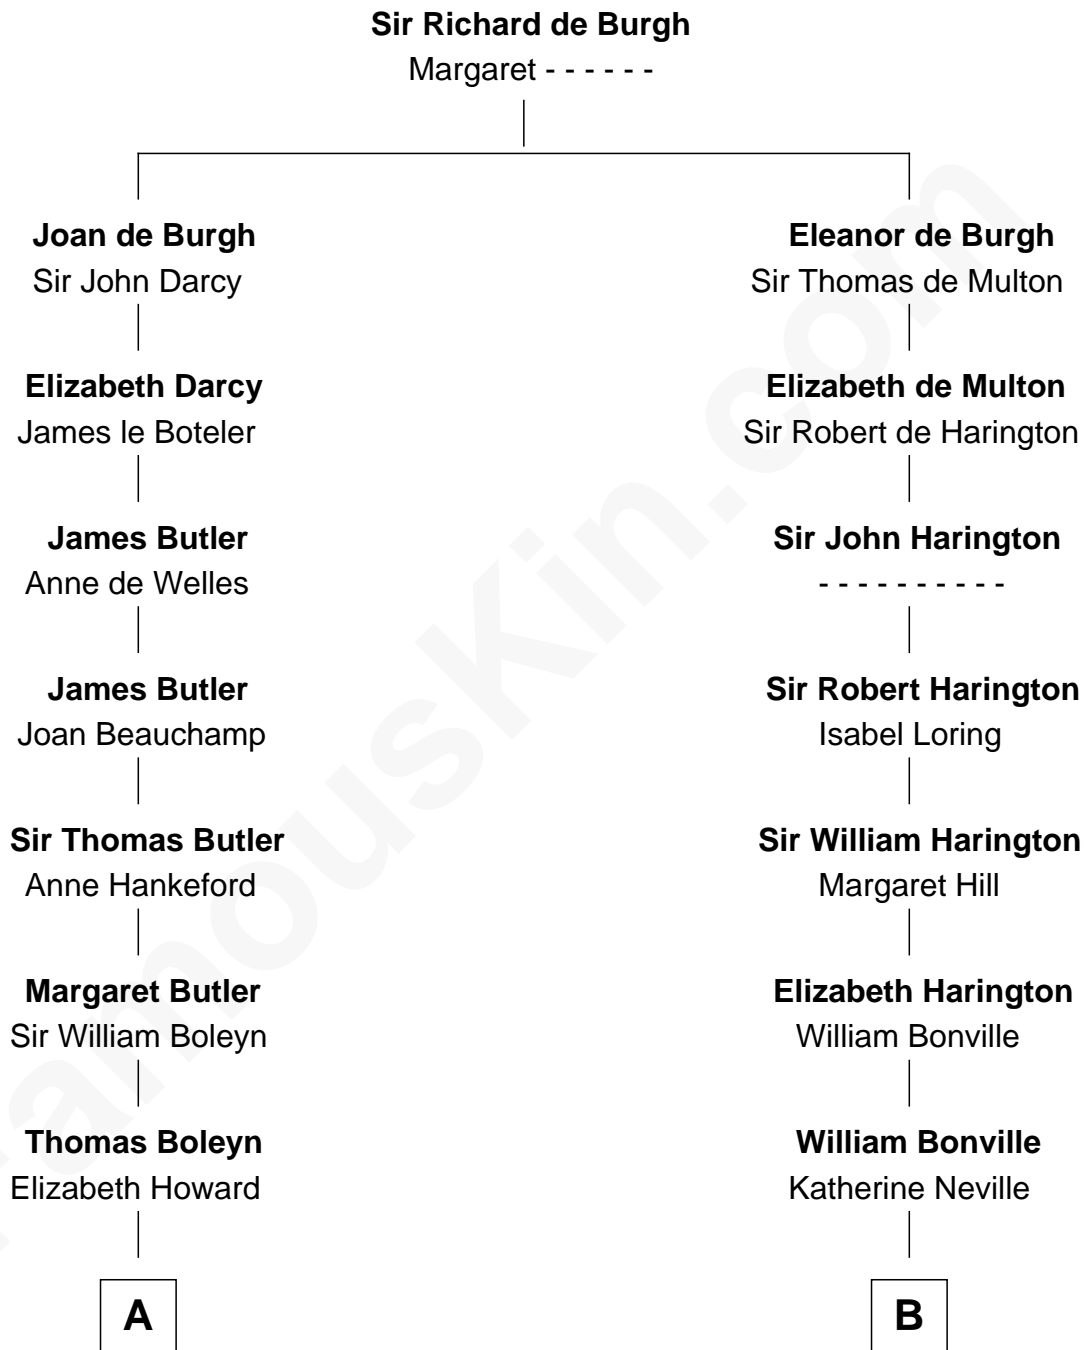 Sir Richard de Burgh
Margaret - - - - - -
Joan de Burgh
Sir John Darcy
Eleanor de Burgh
Sir Thomas de Multon
Elizabeth Darcy
James le Boteler
Elizabeth de Multon
Sir Robert de Harington
James Butler
Anne de Welles
Sir John Harington
- - - - - - - - - -
James Butler
Joan Beauchamp
Sir Robert Harington
Isabel Loring
Sir Thomas Butler
Anne Hankeford
Sir William Harington
Margaret Hill
Margaret Butler
Sir William Boleyn
Elizabeth Harington
William Bonville
Thomas Boleyn
Elizabeth Howard
William Bonville
Katherine Neville
A
B
FamousKin.com